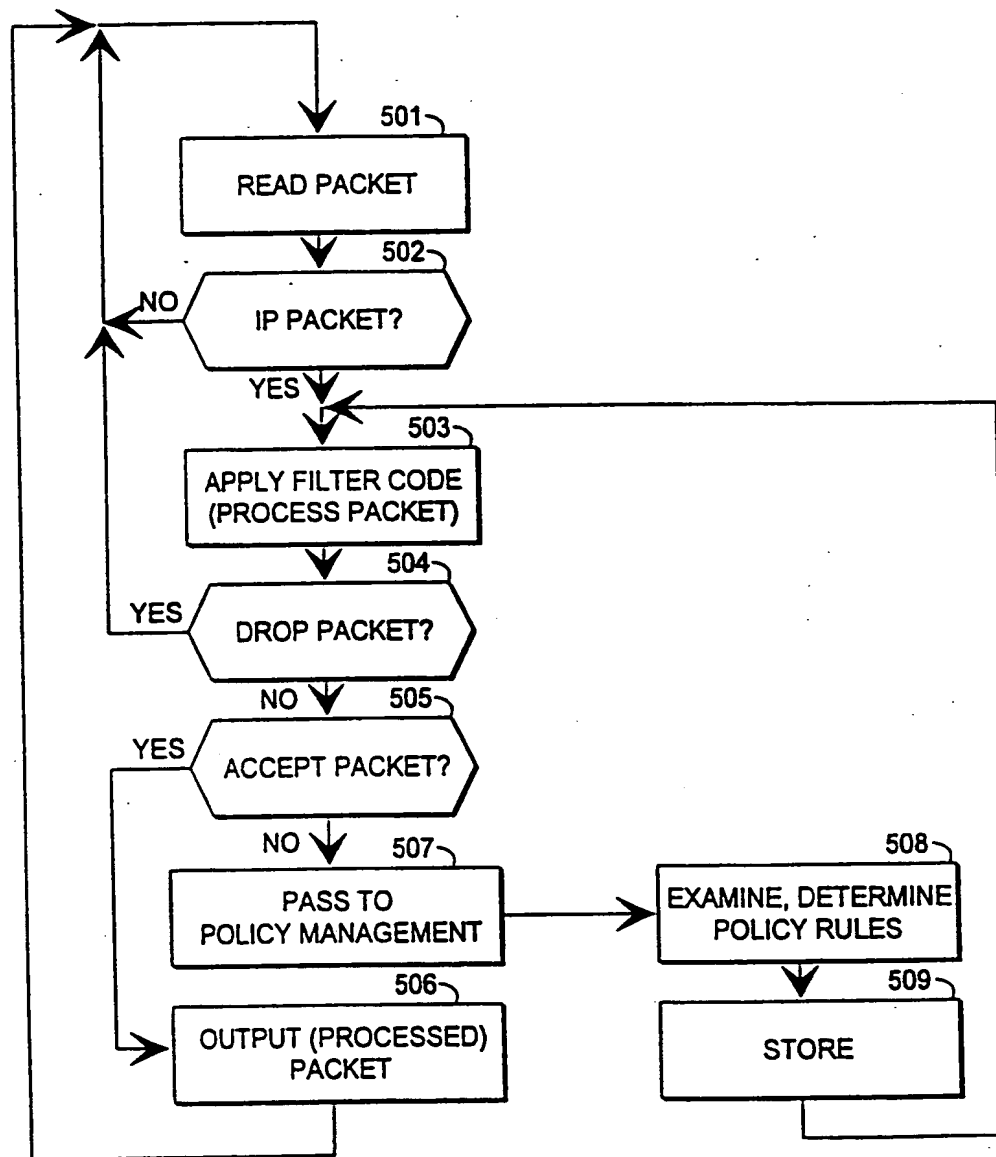 501
READ PACKET
502
NO
IP PACKET?
YES
503
APPLY FILTER CODE
(PROCESS PACKET)
504
YES
DROP PACKET?
NO
505
YES
ACCEPT PACKET?
NO
507
PASS TO
POLICY MANAGEMENT
508
EXAMINE, DETERMINE
POLICY RULES
506
OUTPUT (PROCESSED)
PACKET
509
STORE